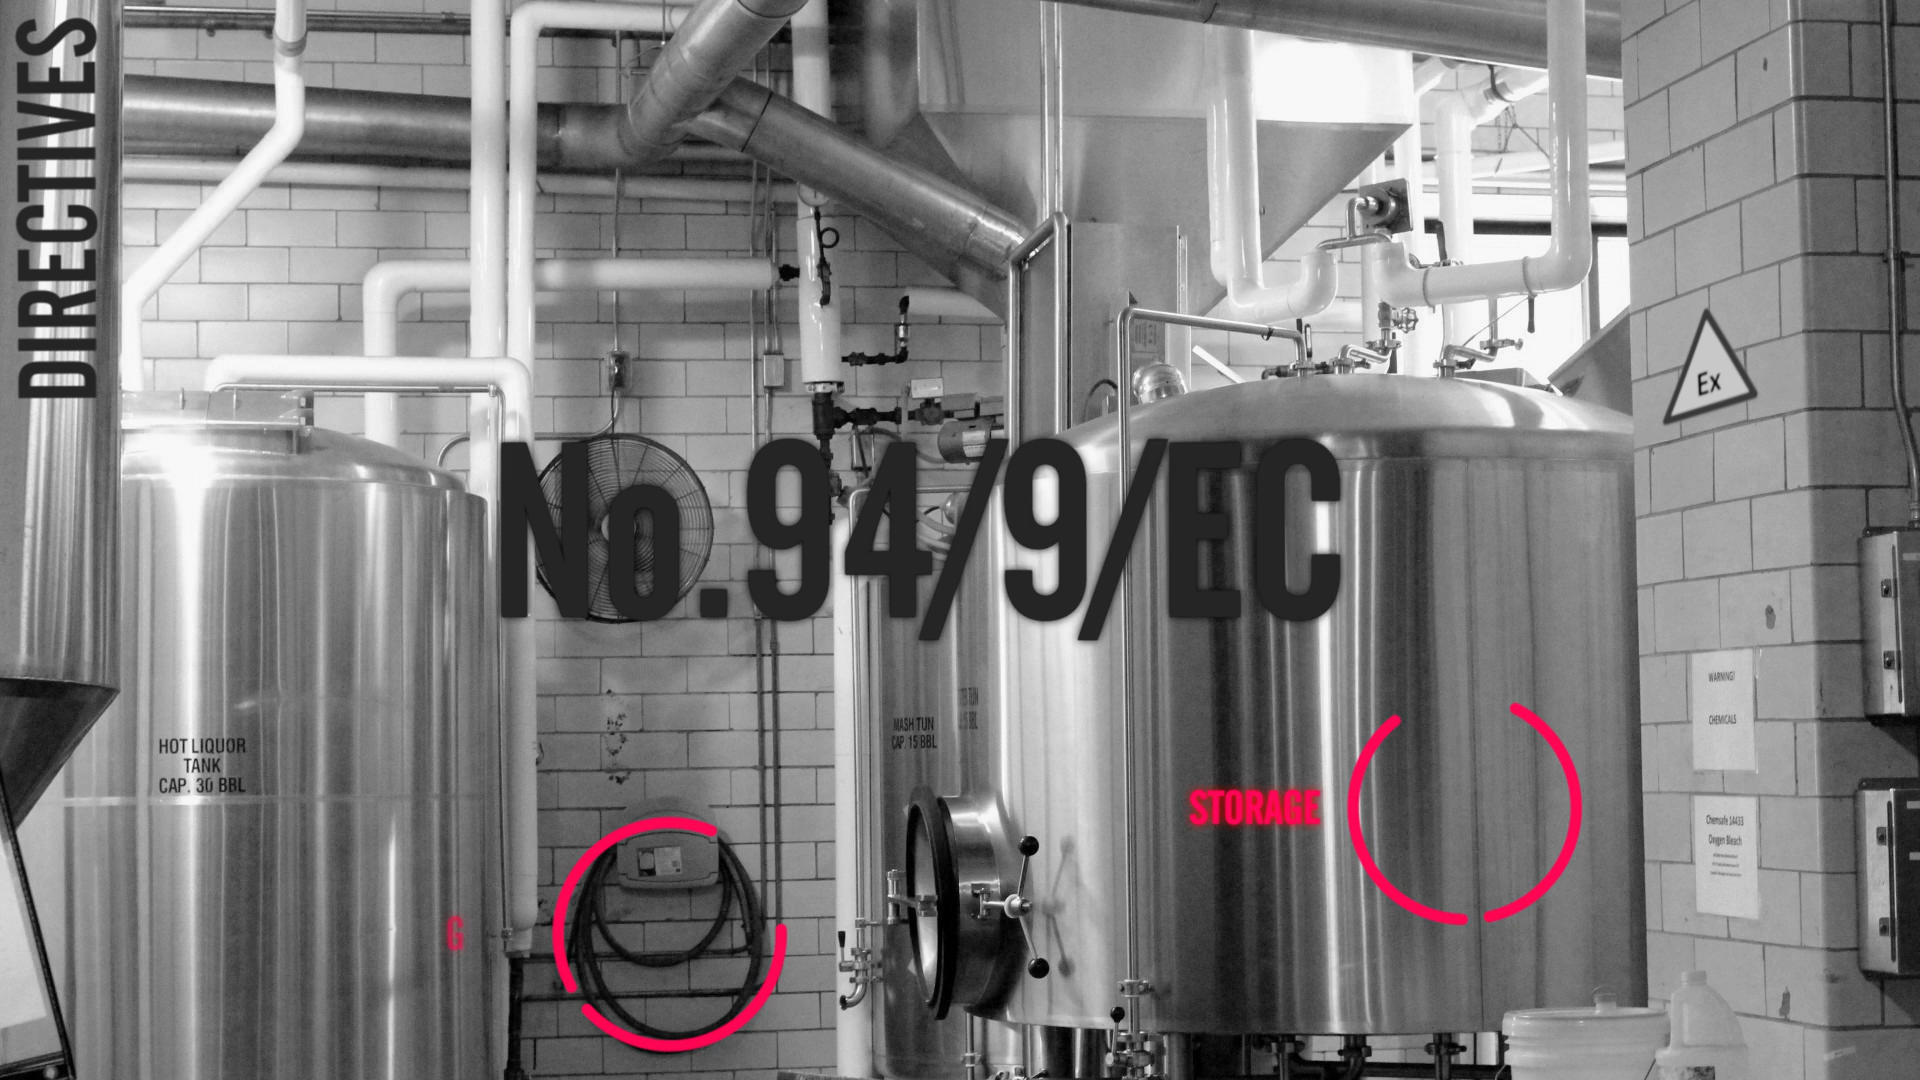 DIRECTIVES
No.94/9/EC
Ex
HOT LIQUOR
TANK
CAP. 30 BBL
MASH TUN
CAP. 15 BBL
WARNING!
CHEMICALS
STORAGE
Chemsafe 14433
Oxygen Bleach
G